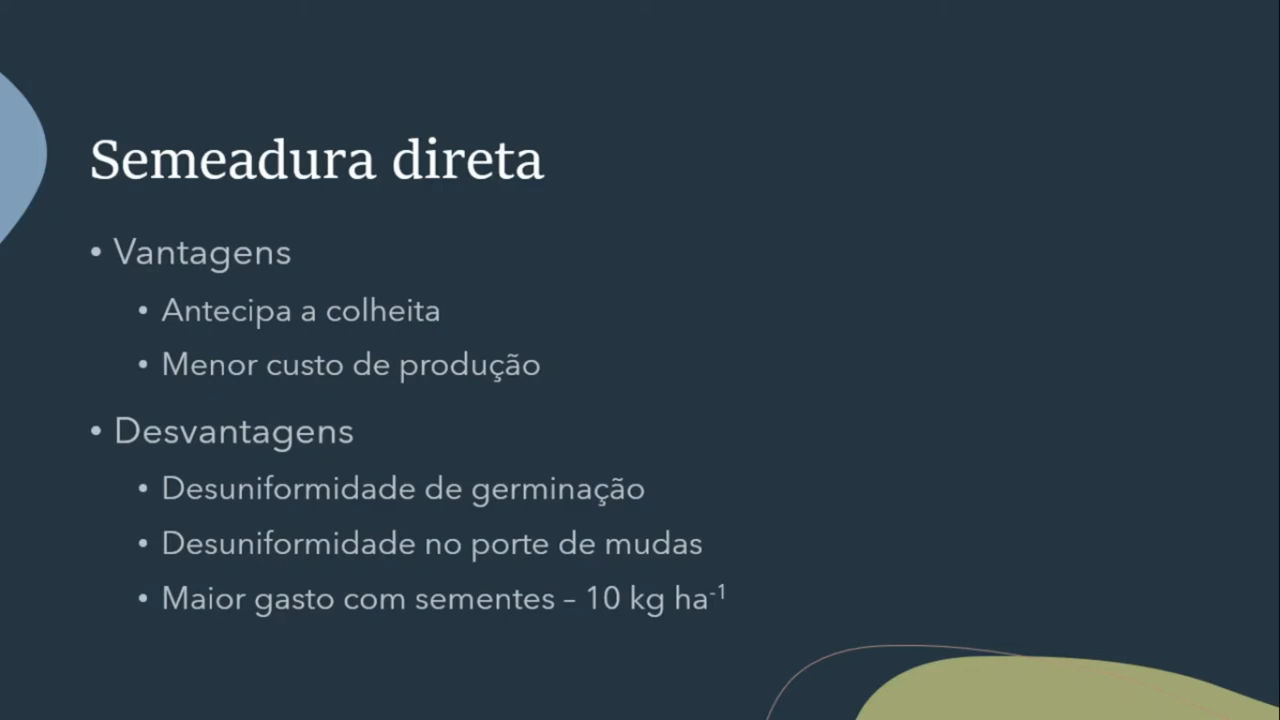 Semeadura direta
• Vantagens
• Antecipa a colheita
• Menor custo de produção
• Desvantagens
• Desuniformidade de germinação
• Desuniformidade no porte de mudas
• Maior gasto com sementes – 10 kg ha⁻¹